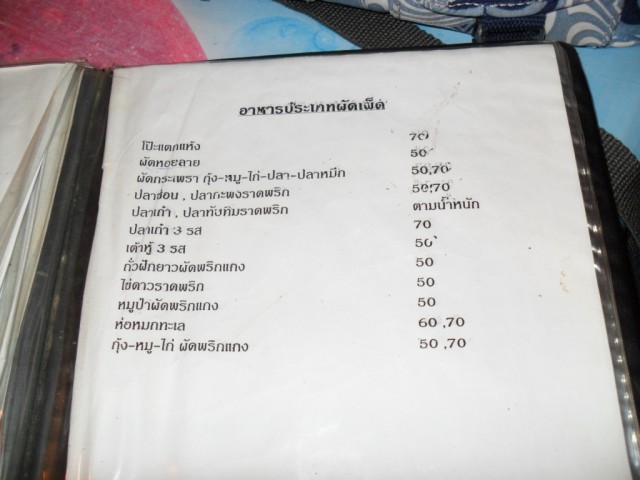 อาหารประเภทผัดเผ็ด
โป๊ะแตกแห้ง 70
ผัดหอยลาย 50
ผัดกระเพรา กุ้ง-หมู-ไก่-ปลา-ปลาหมึก 50,70
ปลาช่อน , ปลากะพงราดพริก 50,70
ปลาเก๋า , ปลาทับทิมราดพริก ตามน้ำหนัก
ปลาเก๋า 3 รส 70
เต้าหู้ 3 รส 50
ถั่วฝักยาวผัดพริกแกง 50
ไข่ดาวราดพริก 50
หมูป่าผัดพริกแกง 50
ห่อหมกทะเล 60 ,70
กุ้ง-หมู-ไก่ ผัดพริกแกง 50 ,70